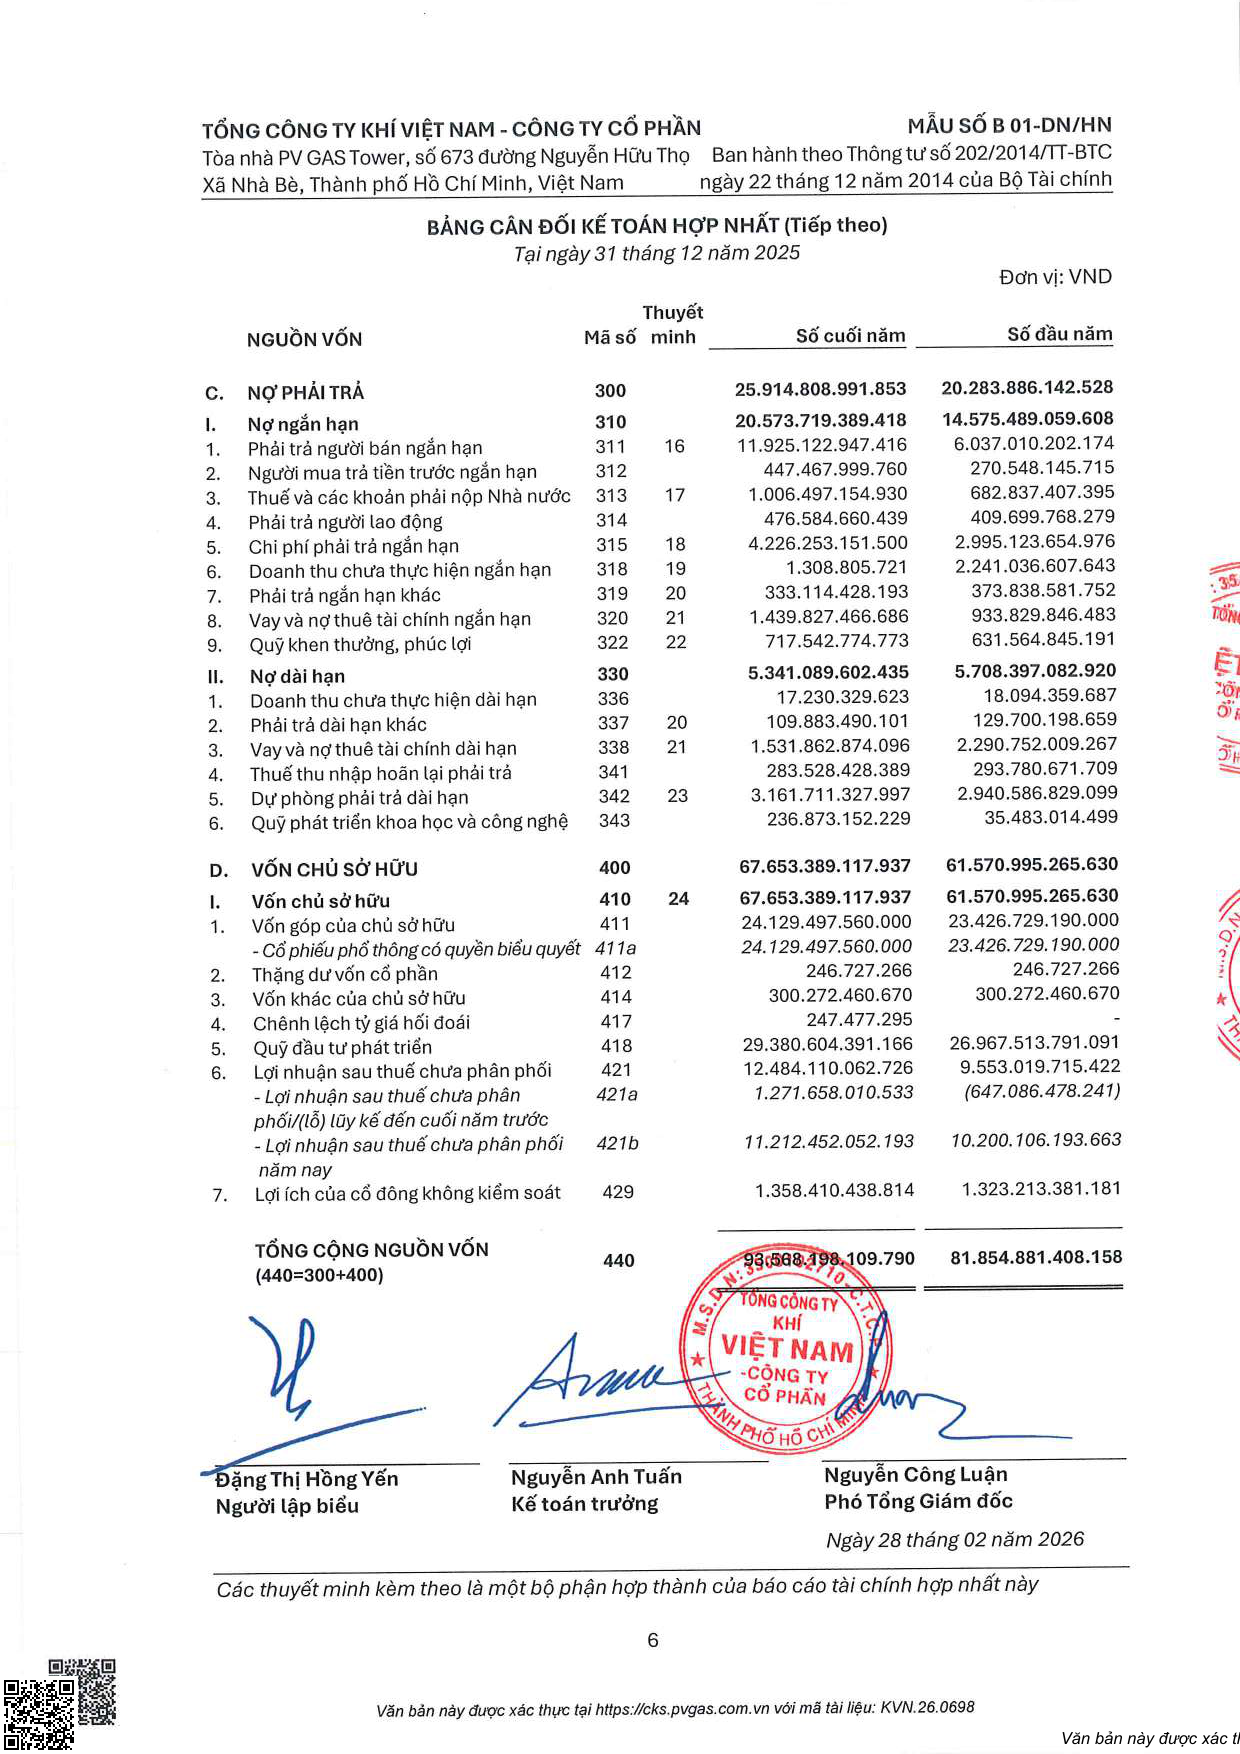 TỔNG CÔNG TY KHÍ VIỆT NAM - CÔNG TY CỔ PHẦN MẪU SỐ B 01-DN/HN
Tòa nhà PV GAS Tower, số 673 đường Nguyễn Hữu Thọ Ban hành theo Thông tư số 202/2014/TT-BTC
Xã Nhà Bè, Thành phố Hồ Chí Minh, Việt Nam ngày 22 tháng 12 năm 2014 của Bộ Tài chính
BẢNG CÂN ĐỐI KẾ TOÁN HỢP NHẤT (Tiếp theo)
Tại ngày 31 tháng 12 năm 2025
Đơn vị: VND
NGUỒN VỐN Mã số Thuyết minh Số cuối năm Số đầu năm
C. NỢ PHẢI TRẢ 300 25.914.808.991.853 20.283.886.142.528
I. Nợ ngắn hạn 310 20.573.719.389.418 14.575.489.059.608
1. Phải trả người bán ngắn hạn 311 16 11.925.122.947.416 6.037.010.202.174
2. Người mua trả tiền trước ngắn hạn 312 447.467.999.760 270.548.145.715
3. Thuế và các khoản phải nộp Nhà nước 313 17 1.006.497.154.930 682.837.407.395
4. Phải trả người lao động 314 476.584.660.439 409.699.768.279
5. Chi phí phải trả ngắn hạn 315 18 4.226.253.151.500 2.995.123.654.976
6. Doanh thu chưa thực hiện ngắn hạn 318 19 1.308.805.721 2.241.036.607.643
7. Phải trả ngắn hạn khác 319 20 333.114.428.193 373.838.581.752
8. Vay và nợ thuê tài chính ngắn hạn 320 21 1.439.827.466.686 933.829.846.483
9. Quỹ khen thưởng, phúc lợi 322 22 717.542.774.773 631.564.845.191
II. Nợ dài hạn 330 5.341.089.602.435 5.708.397.082.920
1. Doanh thu chưa thực hiện dài hạn 336 17.230.329.623 18.094.359.687
2. Phải trả dài hạn khác 337 20 109.883.490.101 129.700.198.659
3. Vay và nợ thuê tài chính dài hạn 338 21 1.531.862.874.096 2.290.752.009.267
4. Thuế thu nhập hoãn lại phải trả 341 283.528.428.389 293.780.671.709
5. Dự phòng phải trả dài hạn 342 23 3.161.711.327.997 2.940.586.829.099
6. Quỹ phát triển khoa học và công nghệ 343 236.873.152.229 35.483.014.499
D. VỐN CHỦ SỞ HỮU 400 67.653.389.117.937 61.570.995.265.630
I. Vốn chủ sở hữu 410 24 67.653.389.117.937 61.570.995.265.630
1. Vốn góp của chủ sở hữu 411 24.129.497.560.000 23.426.729.190.000
- Cổ phiếu phổ thông có quyền biểu quyết 411a 24.129.497.560.000 23.426.729.190.000
2. Thặng dư vốn cổ phần 412 246.727.266 246.727.266
3. Vốn khác của chủ sở hữu 414 300.272.460.670 300.272.460.670
4. Chênh lệch tỷ giá hối đoái 417 247.477.295 -
5. Quỹ đầu tư phát triển 418 29.380.604.391.166 26.967.513.791.091
6. Lợi nhuận sau thuế chưa phân phối 421 12.484.110.062.726 9.553.019.715.422
- Lợi nhuận sau thuế chưa phân 421a 1.271.658.010.533 (647.086.478.241)
phối/(lỗ) lũy kế đến cuối năm trước
- Lợi nhuận sau thuế chưa phân phối 421b 11.212.452.052.193 10.200.106.193.663
năm nay
7. Lợi ích của cổ đông không kiểm soát 429 1.358.410.438.814 1.323.213.381.181
TỔNG CỘNG NGUỒN VỐN 440 93.568.198.109.790 81.854.881.408.158
(440=300+400)
M.S.D.N: 3500102710-C.T.C.P
TỔNG CÔNG TY
KHÍ
VIỆT NAM
-CÔNG TY
CỔ PHẦN
THÀNH PHỐ HỒ CHÍ MINH
Đặng Thị Hồng Yến Nguyễn Anh Tuấn Nguyễn Công Luận
Người lập biểu Kế toán trưởng Phó Tổng Giám đốc
Ngày 28 tháng 02 năm 2026
Các thuyết minh kèm theo là một bộ phận hợp thành của báo cáo tài chính hợp nhất này
6
Văn bản này được xác thực tại https://cks.pvgas.com.vn với mã tài liệu: KVN.26.0698
Văn bản này được xác